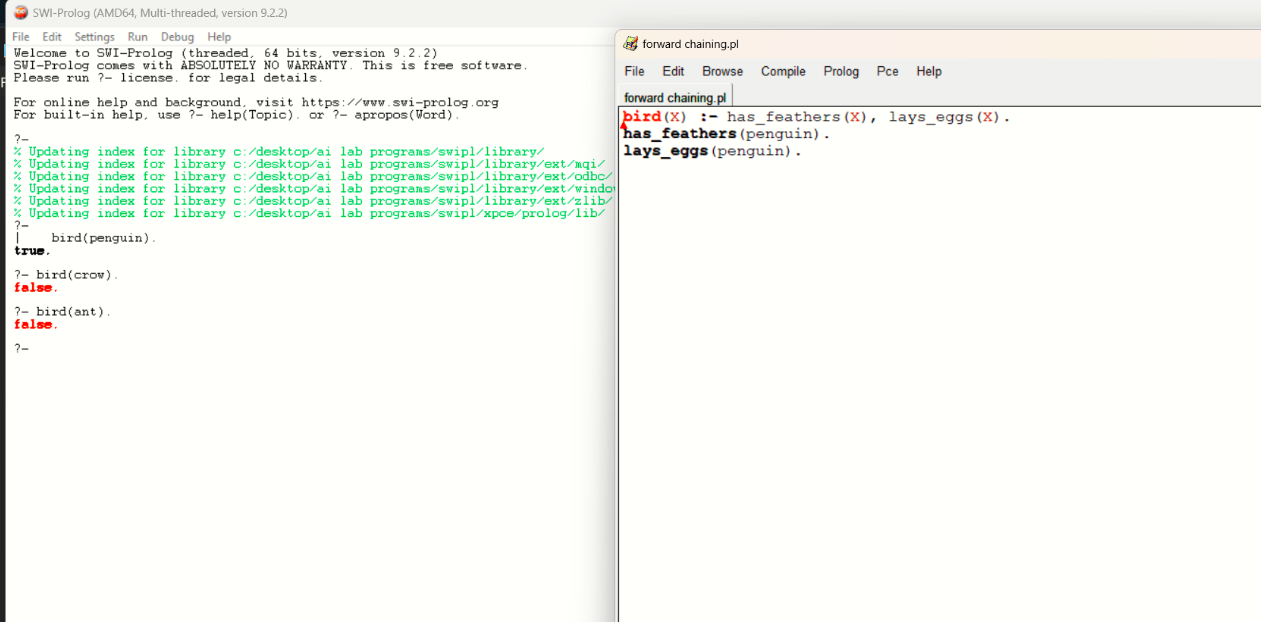 SWI-Prolog (AMD64, Multi-threaded, version 9.2.2)
File Edit Settings Run Debug Help
Welcome to SWI-Prolog (threaded, 64 bits, version 9.2.2)
SWI-Prolog comes with ABSOLUTELY NO WARRANTY. This is free software.
Please run ?- license. for legal details.
For online help and background, visit https://www.swi-prolog.org
For built-in help, use ?- help(Topic). or ?- apropos(Word).
?-
% Updating index for library c:/desktop/ai lab programs/swipl/library/
% Updating index for library c:/desktop/ai lab programs/swipl/library/ext/mqi/
% Updating index for library c:/desktop/ai lab programs/swipl/library/ext/odbc/
% Updating index for library c:/desktop/ai lab programs/swipl/library/ext/windo
% Updating index for library c:/desktop/ai lab programs/swipl/library/ext/zlib/
% Updating index for library c:/desktop/ai lab programs/swipl/xpce/prolog/lib/
?-
| bird(penguin).
true.
?- bird(crow).
false.
?- bird(ant).
false.
?-
forward chaining.pl
File Edit Browse Compile Prolog Pce Help
forward chaining.pl
bird(X) :- has_feathers(X), lays_eggs(X).
has_feathers(penguin).
lays_eggs(penguin).